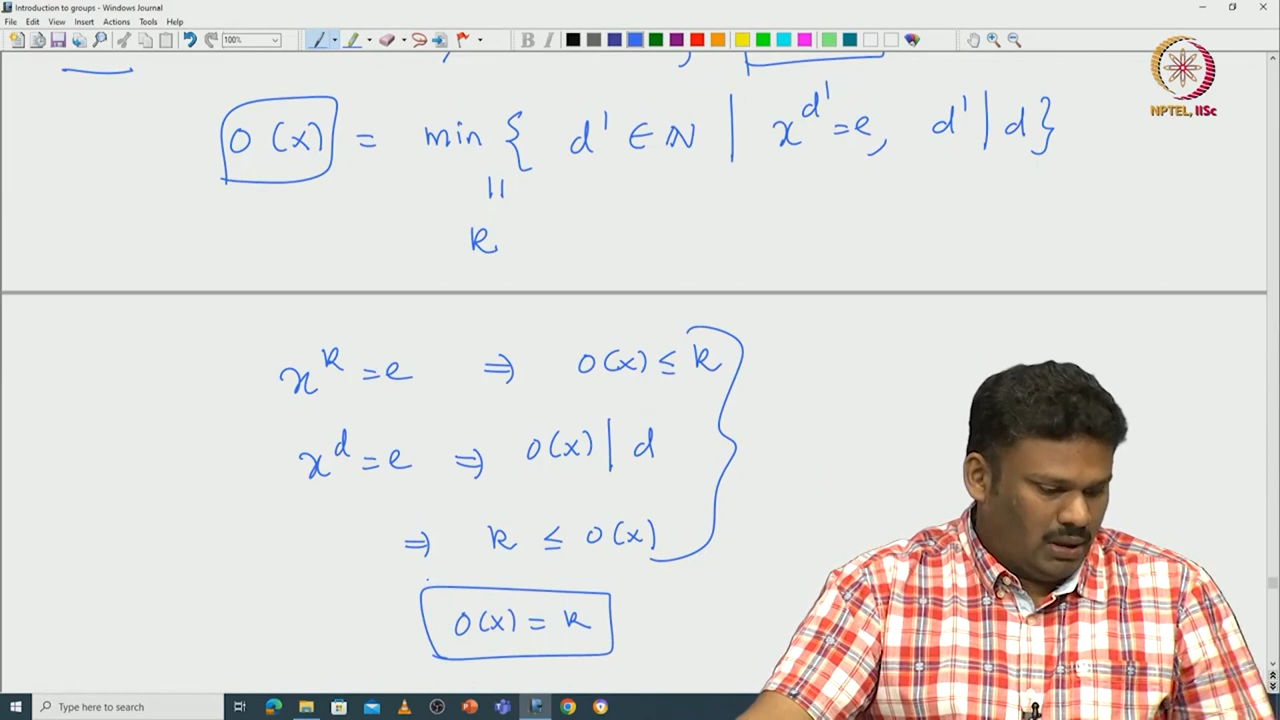 Introduction to groups - Windows Journal
File Edit View Insert Actions Tools Help
100%
B I
NPTEL, IISc
O(x) = min { d' ∈ ℕ | x^d' = e, d' | d }
||
k
x^k = e ⇒ O(x) ≤ k
x^d = e ⇒ O(x) | d
⇒ k ≤ O(x)
O(x) = k
Type here to search